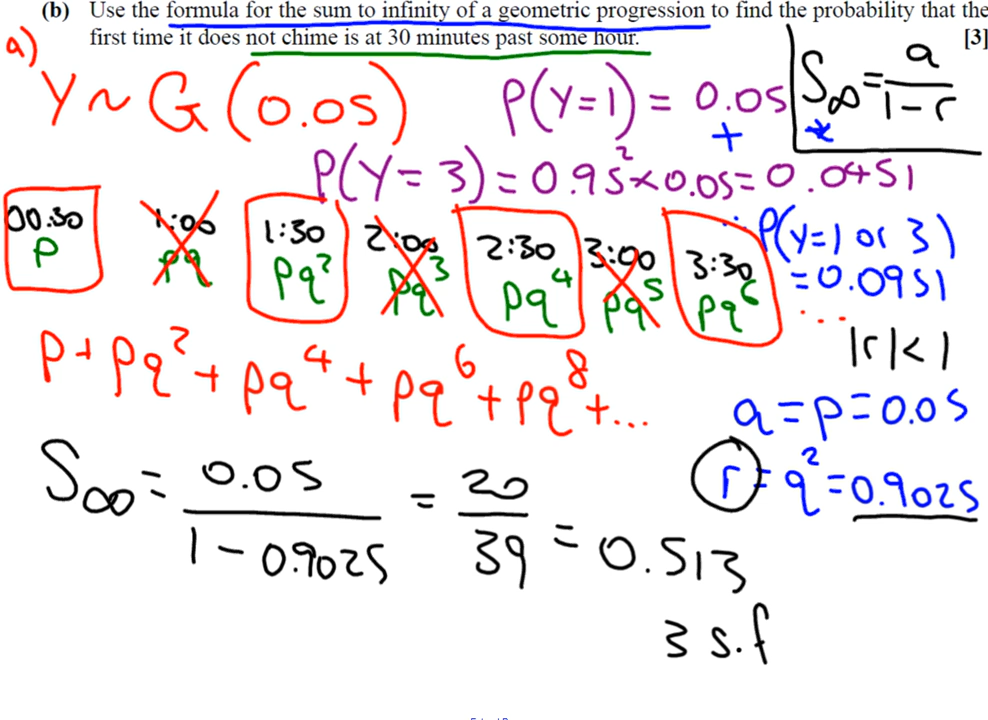 (b) Use the formula for the sum to infinity of a geometric progression to find the probability that the
first time it does not chime is at 30 minutes past some hour. [3]
a)
Y ~ G(0.05)
P(Y=1) = 0.05
+
S∞ = a/(1-r)
*
P(Y=3) = 0.95² × 0.05 = 0.0451
00:30 1:00 1:30 2:00 2:30 3:00 3:30
p pq pq² pq³ pq⁴ pq⁵ pq⁶
∴ P(Y=1 or 3)
= 0.0951
...
|r| < 1
p + pq² + pq⁴ + pq⁶ + pq⁸ + ...
a = p = 0.05
r = q² = 0.9025
S∞ = 0.05/(1 - 0.9025) = 20/39 = 0.513
3 s.f